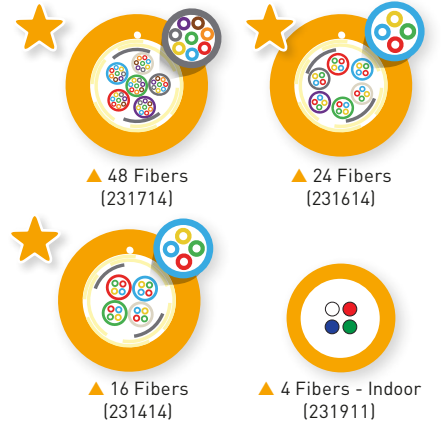 ▲ 48 Fibers
(231714)
▲ 24 Fibers
(231614)
▲ 16 Fibers
(231414)
▲ 4 Fibers - Indoor
(231911)